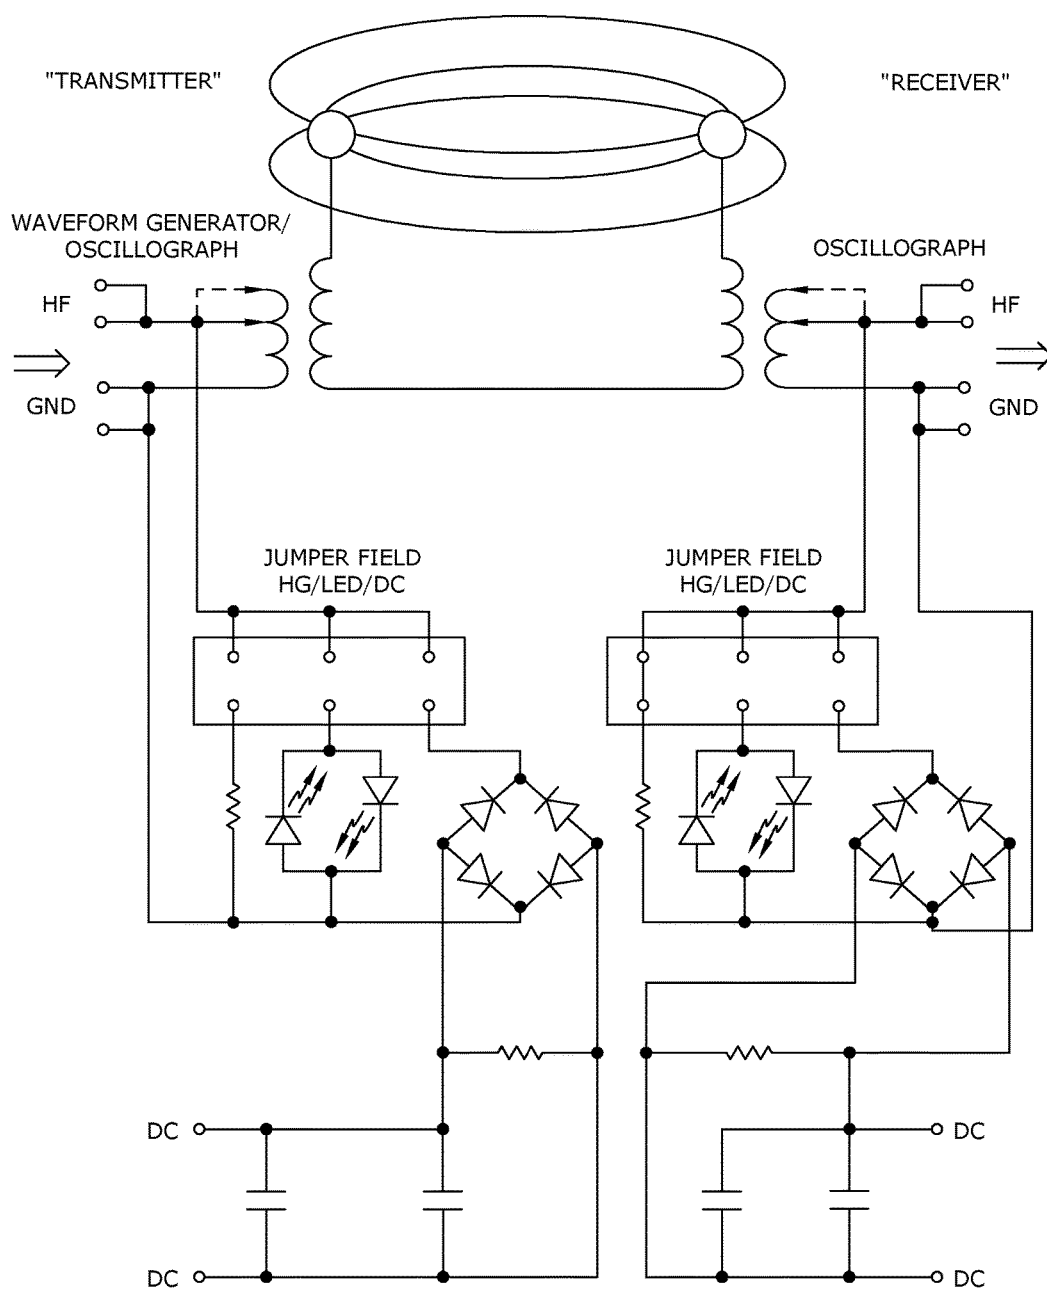 "TRANSMITTER"
"RECEIVER"
WAVEFORM GENERATOR/
OSCILLOGRAPH
OSCILLOGRAPH
HF
HF
GND
GND
JUMPER FIELD
HG/LED/DC
JUMPER FIELD
HG/LED/DC
DC
DC
DC
DC